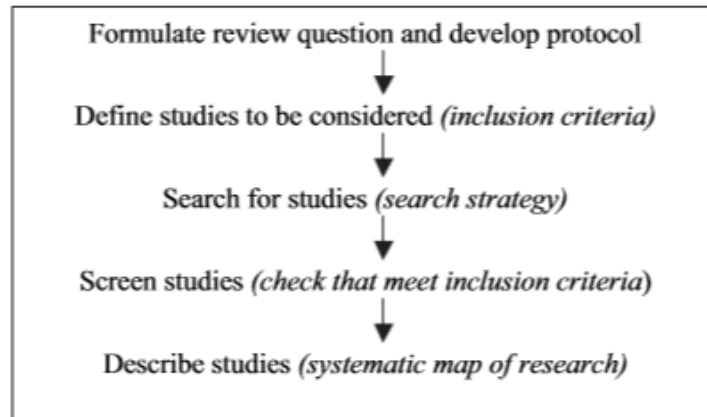 Formulate review question and develop protocol
Define studies to be considered (inclusion criteria)
Search for studies (search strategy)
Screen studies (check that meet inclusion criteria)
Describe studies (systematic map of research)